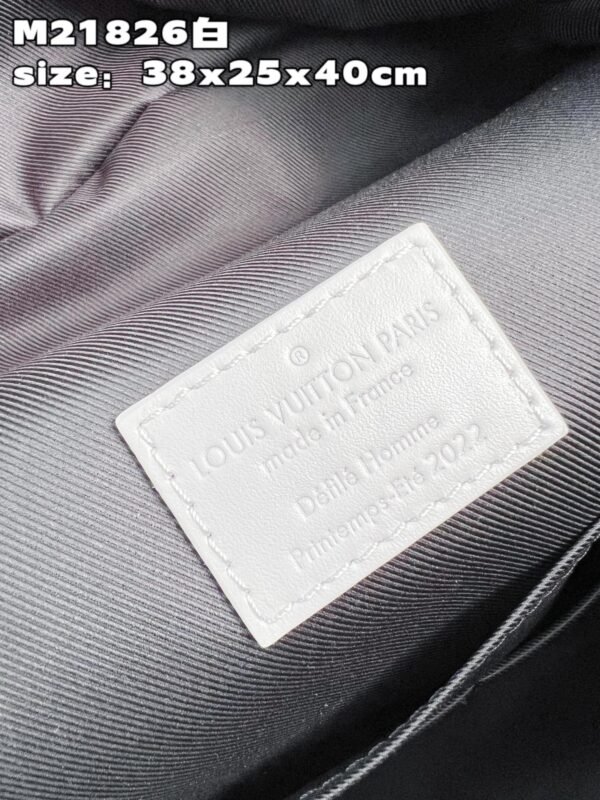 M21826白
size：38x25x40cm
®
LOUIS VUITTON PARIS
made in France
Défilé Homme
Printemps-Été 2022